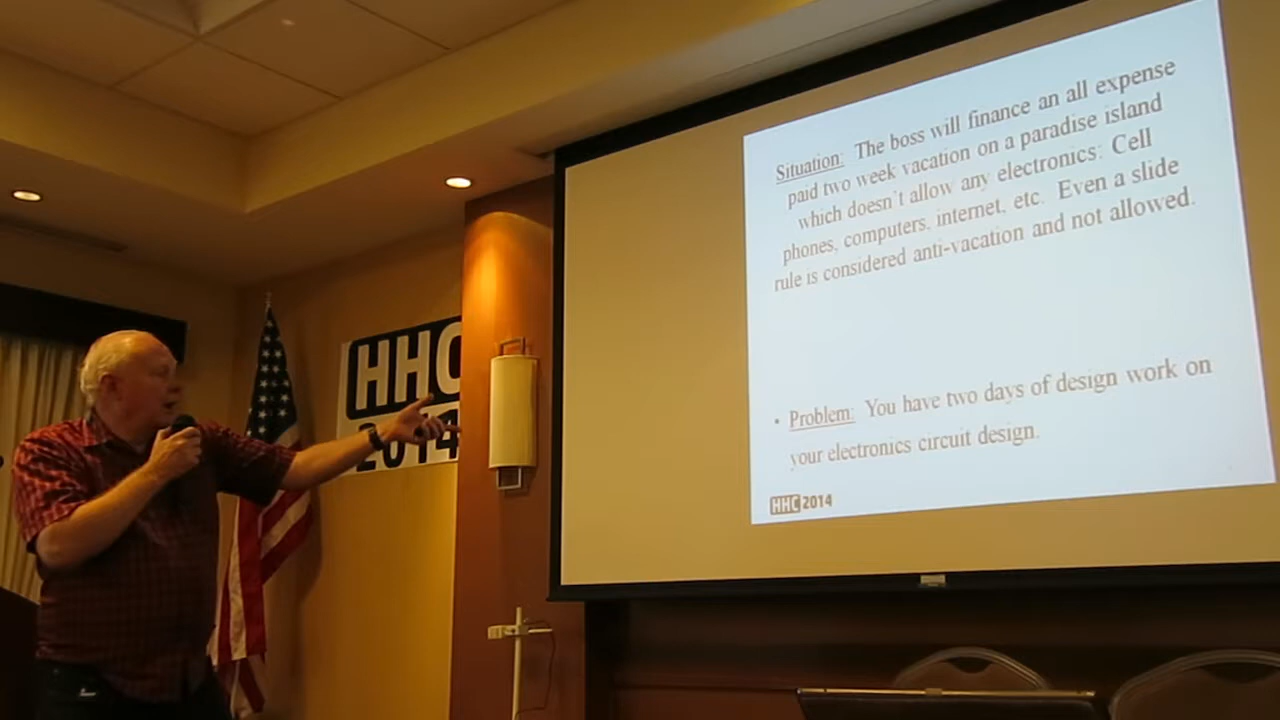 Situation: The boss will finance an all expense
paid two week vacation on a paradise island
which doesn't allow any electronics: Cell
phones, computers, internet, etc. Even a slide
rule is considered anti-vacation and not allowed.
HHC
2014
• Problem: You have two days of design work on
your electronics circuit design.
HHC 2014